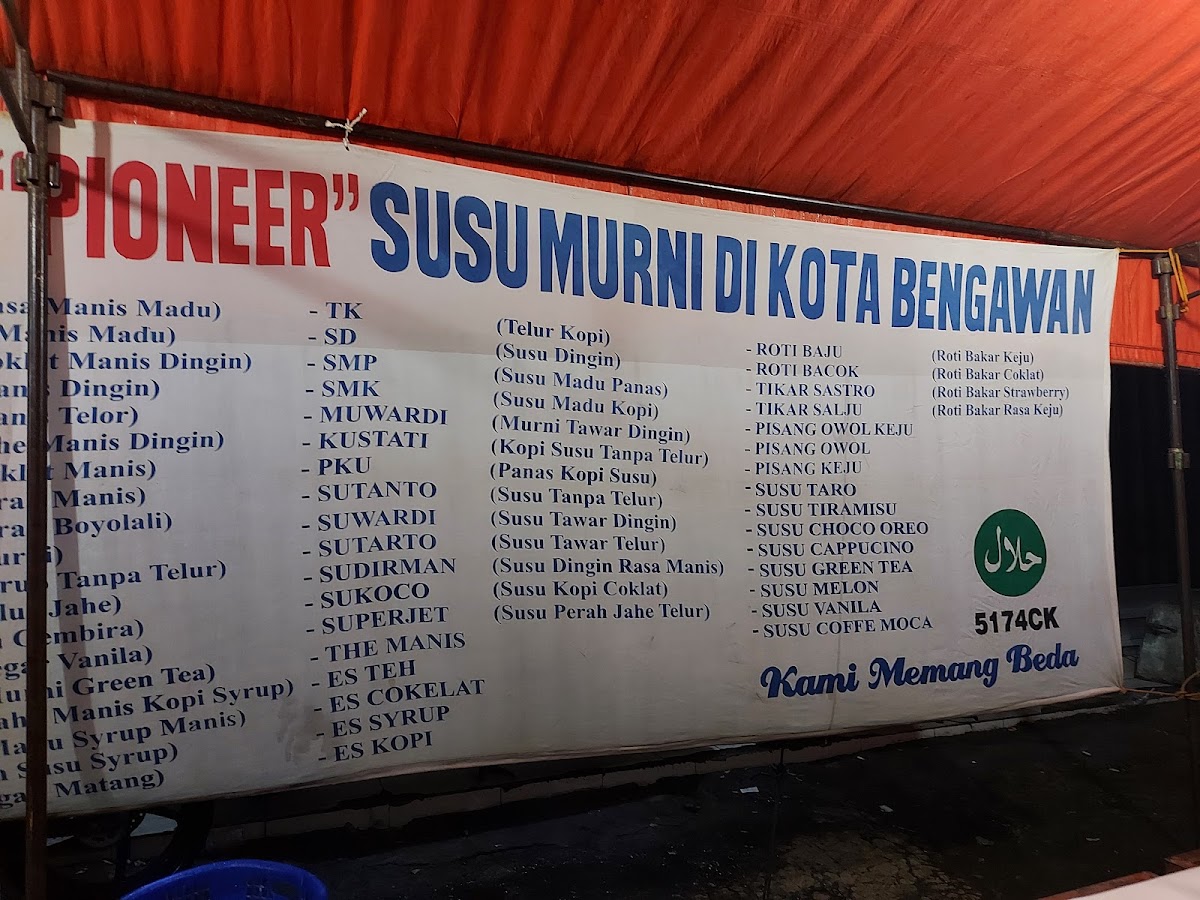 "PIONEER" SUSU MURNI DI KOTA BENGAWAN
Manis Madu)
Manis Madu)
Manis Dingin)
Dingin)
Telor)
Manis Dingin)
Manis)
Manis)
Boyolali)
Tanpa Telur)
Jahe)
Gembira)
Vanila)
Green Tea)
Manis Kopi Syrup)
Syrup Manis)
Susu Syrup)
Matang)
- TK (Telur Kopi)
- SD (Susu Dingin)
- SMP (Susu Madu Panas)
- SMK (Susu Madu Kopi)
- MUWARDI (Murni Tawar Dingin)
- KUSTATI (Kopi Susu Tanpa Telur)
- PKU (Panas Kopi Susu)
- SUTANTO (Susu Tanpa Telur)
- SUWARDI (Susu Tawar Dingin)
- SUTARTO (Susu Tawar Telur)
- SUDIRMAN (Susu Dingin Rasa Manis)
- SUKOCO (Susu Kopi Coklat)
- SUPERJET (Susu Perah Jahe Telur)
- THE MANIS
- ES TEH
- ES COKELAT
- ES SYRUP
- ES KOPI
- ROTI BAJU (Roti Bakar Keju)
- ROTI BACOK (Roti Bakar Coklat)
- TIKAR SASTRO (Roti Bakar Strawberry)
- TIKAR SALJU (Roti Bakar Rasa Keju)
- PISANG OWOL KEJU
- PISANG OWOL
- PISANG KEJU
- SUSU TARO
- SUSU TIRAMISU
- SUSU CHOCO OREO
- SUSU CAPPUCINO
- SUSU GREEN TEA
- SUSU MELON
- SUSU VANILA
- SUSU COFFE MOCA
حلال
5174CK
Kami Memang Beda